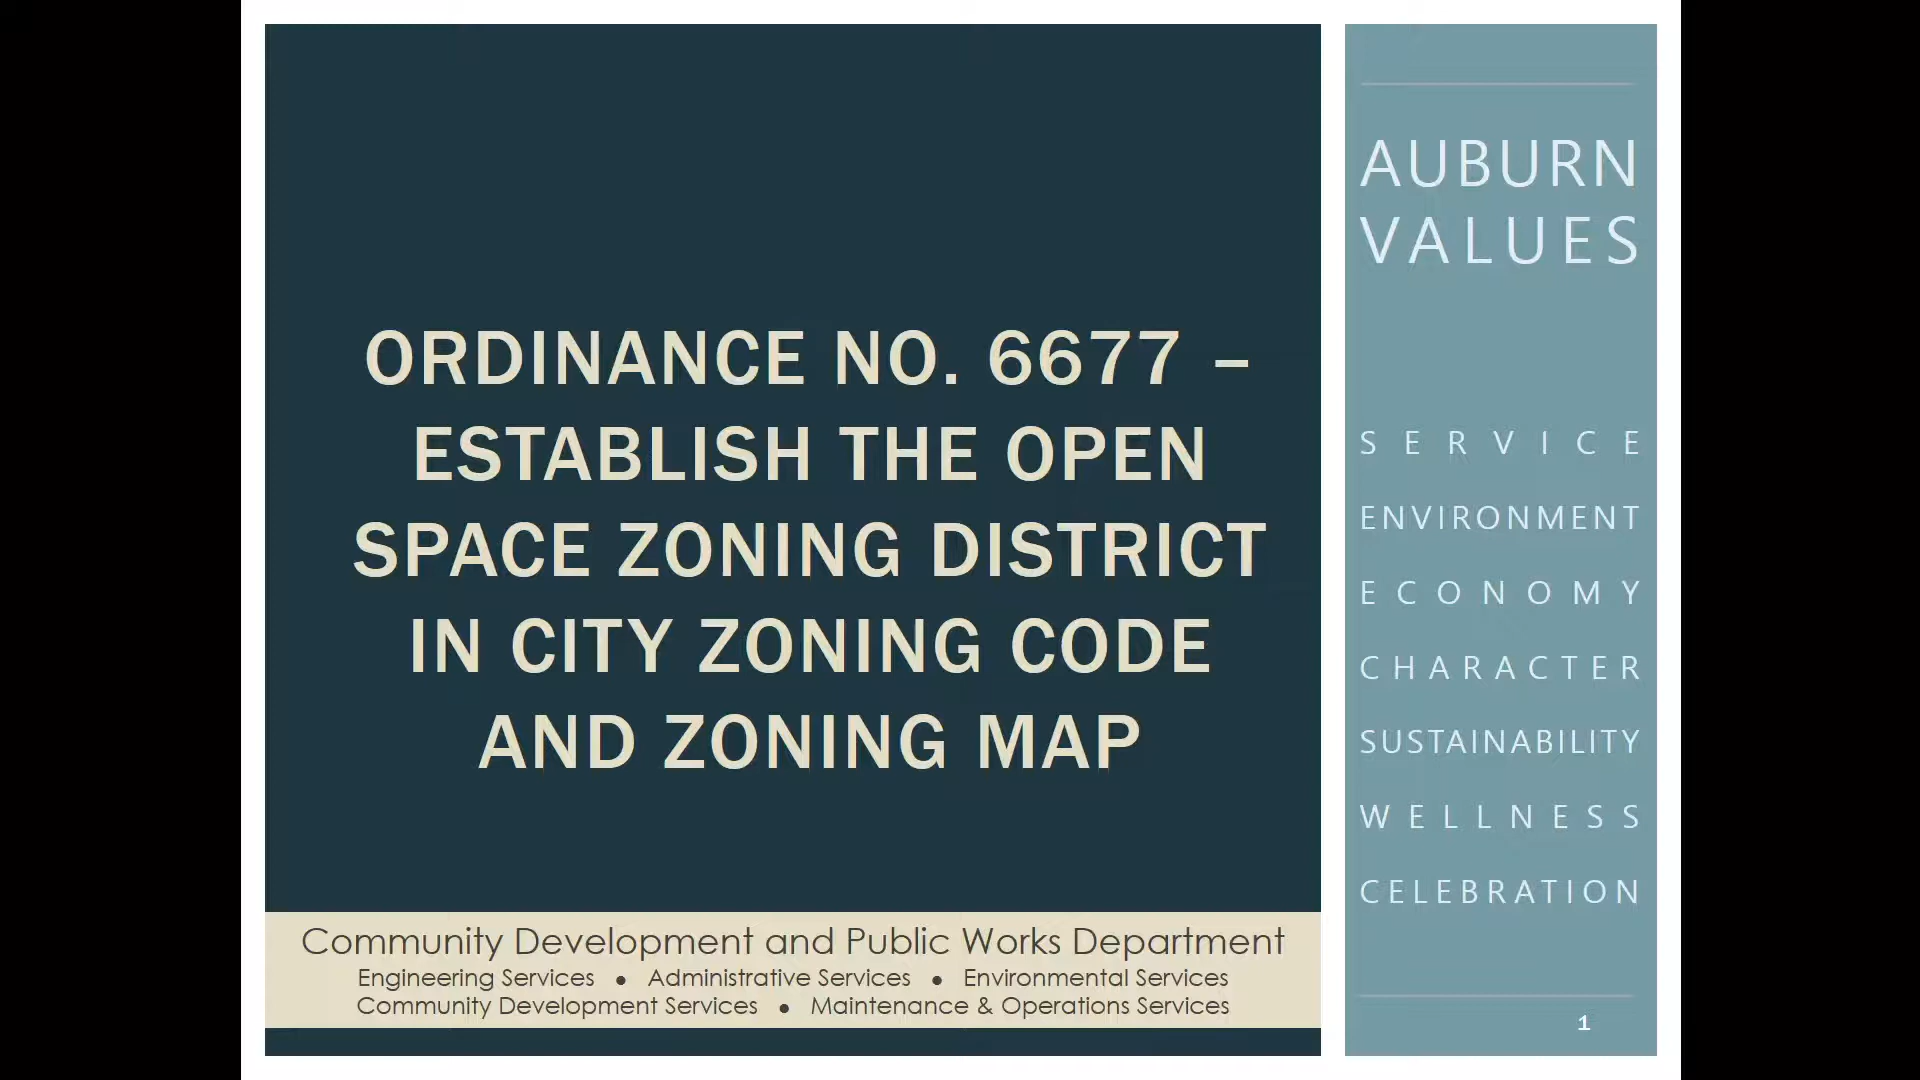 ORDINANCE NO. 6677 –
ESTABLISH THE OPEN
SPACE ZONING DISTRICT
IN CITY ZONING CODE
AND ZONING MAP
Community Development and Public Works Department
Engineering Services ● Administrative Services ● Environmental Services
Community Development Services ● Maintenance & Operations Services
AUBURN
VALUES
SERVICE
ENVIRONMENT
ECONOMY
CHARACTER
SUSTAINABILITY
WELLNESS
CELEBRATION
1